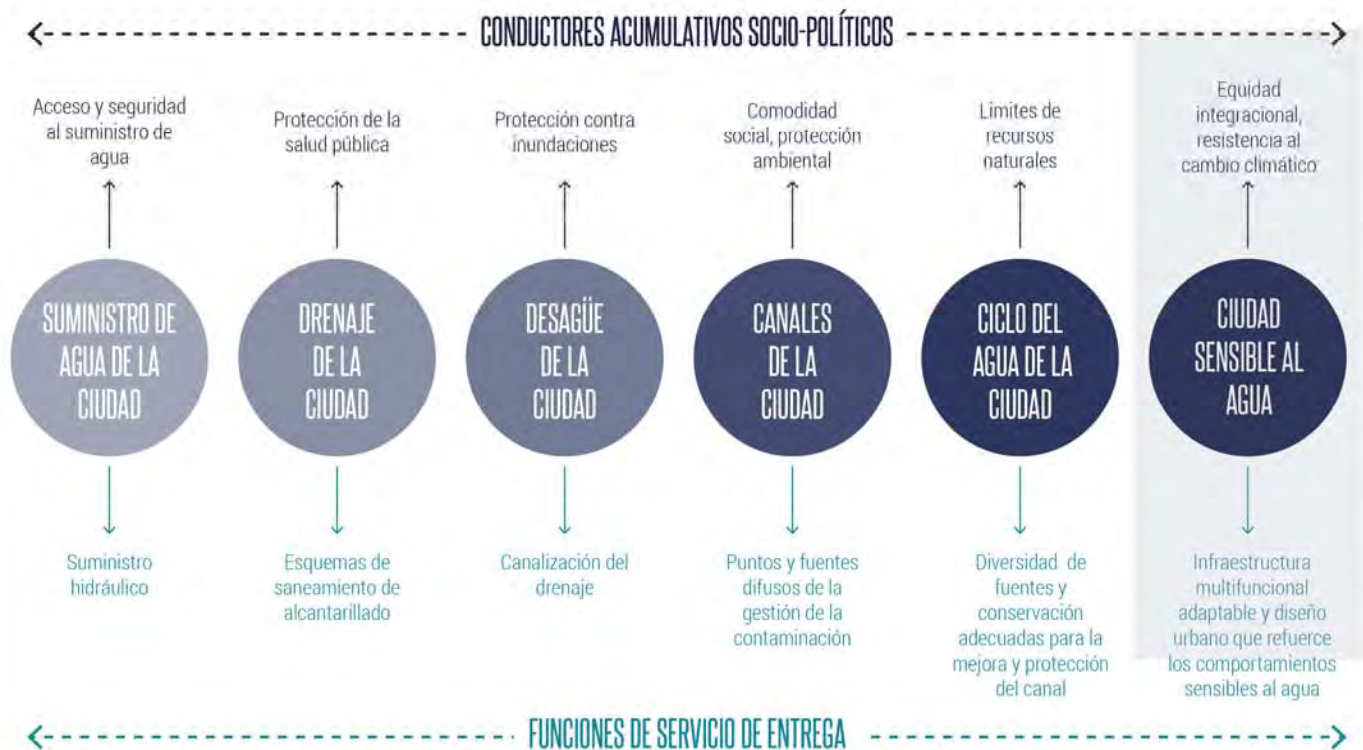 CONDUCTORES ACUMULATIVOS SOCIO-POLÍTICOS
Acceso y seguridad
al suministro de
agua
Protección de la
salud pública
Protección contra
inundaciones
Comodidad
social, protección
ambiental
Limites de
recursos
naturales
Equidad
integracional,
resistencia al
cambio climático
SUMINISTRO DE
AGUA DE LA
CIUDAD
DRENAJE
DE LA
CIUDAD
DESAGÜE
DE LA
CIUDAD
CANALES
DE LA
CIUDAD
CICLO DEL
AGUA DE LA
CIUDAD
CIUDAD
SENSIBLE AL
AGUA
Suministro
hidráulico
Esquemas de
saneamiento de
alcantarillado
Canalización del
drenaje
Puntos y fuentes
difusos de la
gestión de la
contaminación
Diversidad de
fuentes y
conservación
adecuadas para la
mejora y protección
del canal
Infraestructura
multifuncional
adaptable y diseño
urbano que refuerce
los comportamientos
sensibles al agua
FUNCIONES DE SERVICIO DE ENTREGA